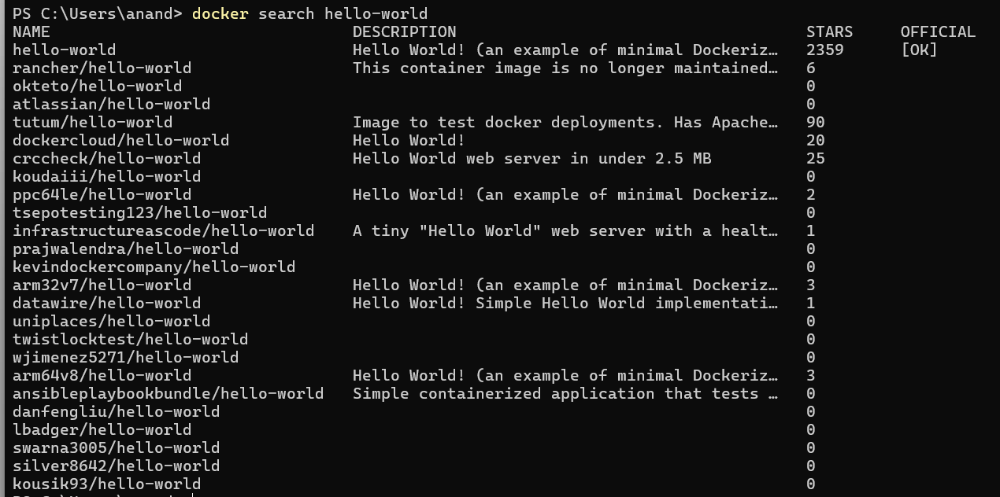 PS C:\Users\anand> docker search hello-world
NAME DESCRIPTION STARS OFFICIAL
hello-world Hello World! (an example of minimal Dockeriz… 2359 [OK]
rancher/hello-world This container image is no longer maintained… 6
okteto/hello-world 0
atlassian/hello-world 0
tutum/hello-world Image to test docker deployments. Has Apache… 90
dockercloud/hello-world Hello World! 20
crccheck/hello-world Hello World web server in under 2.5 MB 25
koudaiii/hello-world 0
ppc64le/hello-world Hello World! (an example of minimal Dockeriz… 2
tsepotesting123/hello-world 0
infrastructureascode/hello-world A tiny "Hello World" web server with a healt… 1
prajwalendra/hello-world 0
kevindockercompany/hello-world 0
arm32v7/hello-world Hello World! (an example of minimal Dockeriz… 3
datawire/hello-world Hello World! Simple Hello World implementati… 1
uniplaces/hello-world 0
twistlocktest/hello-world 0
wjimenez5271/hello-world 0
arm64v8/hello-world Hello World! (an example of minimal Dockeriz… 3
ansibleplaybookbundle/hello-world Simple containerized application that tests … 0
danfengliu/hello-world 0
lbadger/hello-world 0
swarna3005/hello-world 0
silver8642/hello-world 0
kousik93/hello-world 0